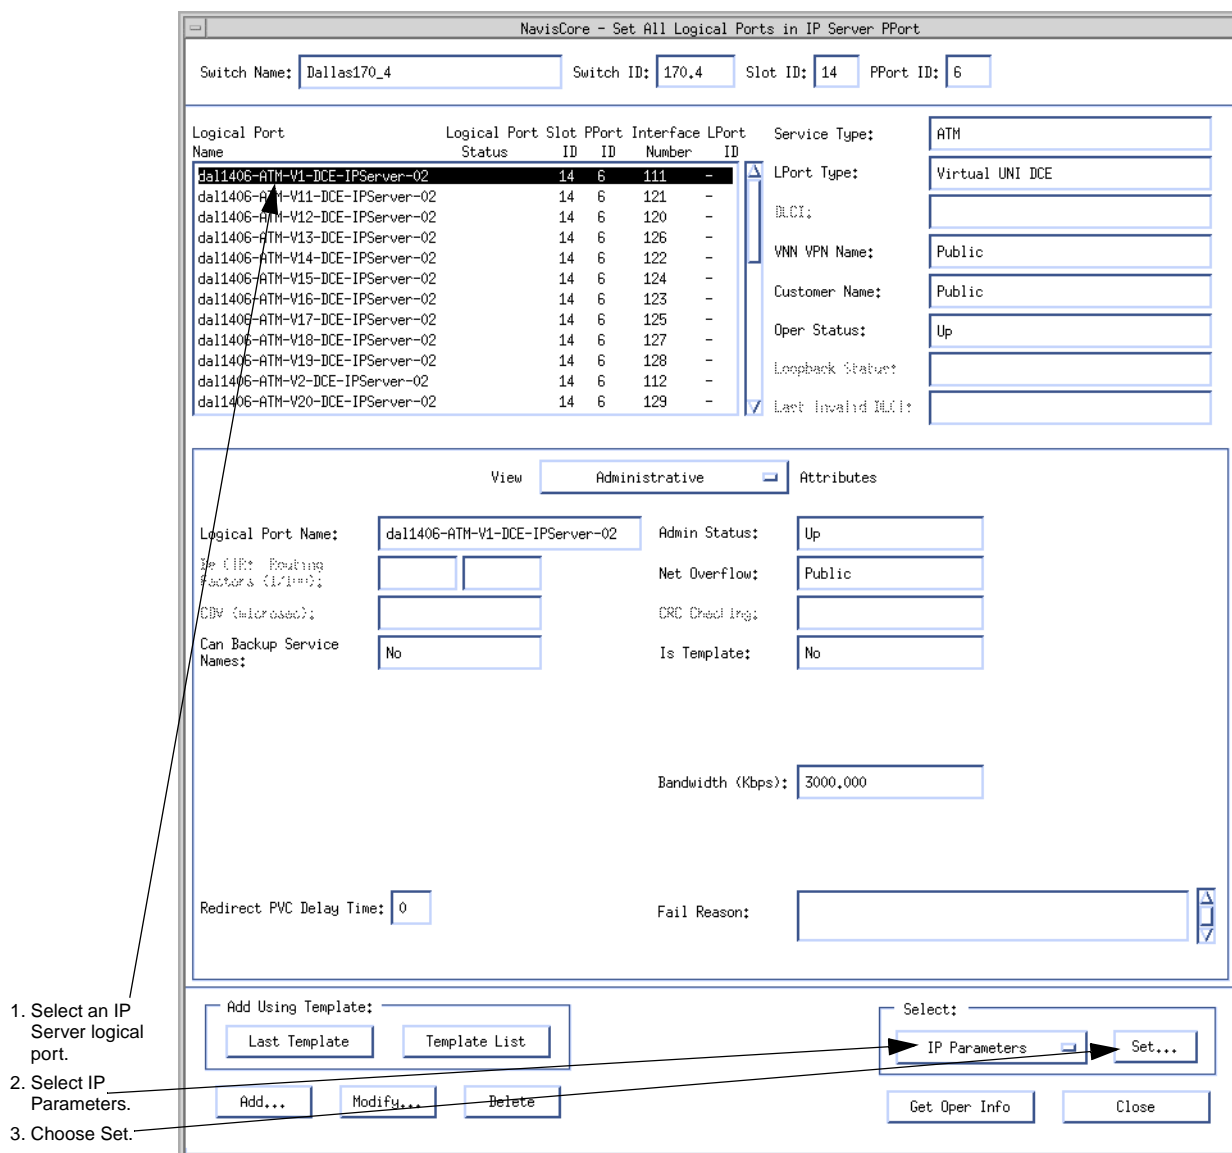 NavisCore - Set All Logical Ports in IP Server PPort
Switch Name: Dallas170_4 Switch ID: 170.4 Slot ID: 14 PPort ID: 6
Logical Port Name Logical Port Status Slot ID PPort ID Interface Number LPort ID
dal1406-ATM-V1-DCE-IPServer-02 14 6 111 -
dal1406-ATM-V11-DCE-IPServer-02 14 6 121 -
dal1406-ATM-V12-DCE-IPServer-02 14 6 120 -
dal1406-ATM-V13-DCE-IPServer-02 14 6 126 -
dal1406-ATM-V14-DCE-IPServer-02 14 6 122 -
dal1406-ATM-V15-DCE-IPServer-02 14 6 124 -
dal1406-ATM-V16-DCE-IPServer-02 14 6 123 -
dal1406-ATM-V17-DCE-IPServer-02 14 6 125 -
dal1406-ATM-V18-DCE-IPServer-02 14 6 127 -
dal1406-ATM-V19-DCE-IPServer-02 14 6 128 -
dal1406-ATM-V2-DCE-IPServer-02 14 6 112 -
dal1406-ATM-V20-DCE-IPServer-02 14 6 129 -
Service Type: ATM
LPort Type: Virtual UNI DCE
DLCI:
VNN VPN Name: Public
Customer Name: Public
Oper Status: Up
Loopback Status:
Last Invalid DLCI:
View Administrative Attributes
Logical Port Name: dal1406-ATM-V1-DCE-IPServer-02
Admin Status: Up
Routing
Factors
Net Overflow: Public
CDV (microsec):
CRC Checking:
Can Backup Service
Names: No
Is Template: No
Bandwidth (Kbps): 3000.000
Redirect PVC Delay Time: 0
Fail Reason:
Add Using Template:
Last Template Template List
Select:
IP Parameters Set...
Add... Modify... Delete
Get Oper Info Close
1. Select an IP
Server logical
port.
2. Select IP
Parameters.
3. Choose Set.